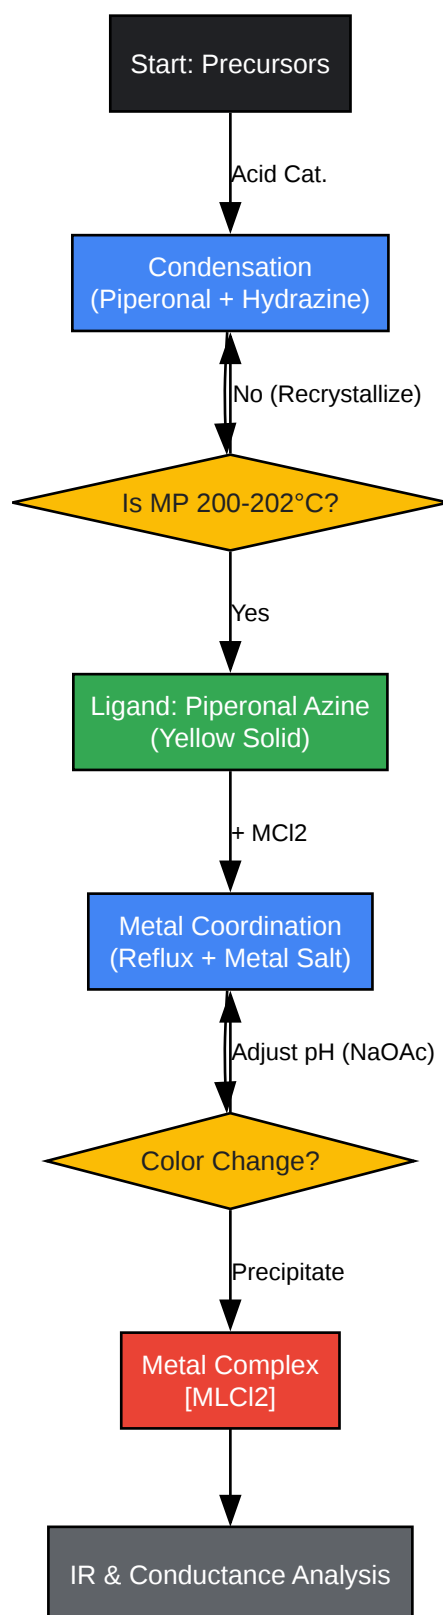 Start: Precursors
Acid Cat.
Condensation
(Piperonal + Hydrazine)
No (Recrystallize)
Is MP 200-202°C?
Yes
Ligand: Piperonal Azine
(Yellow Solid)
+ MCl2
Metal Coordination
(Reflux + Metal Salt)
Adjust pH (NaOAc)
Color Change?
Precipitate
Metal Complex
[MLCl2]
IR & Conductance Analysis